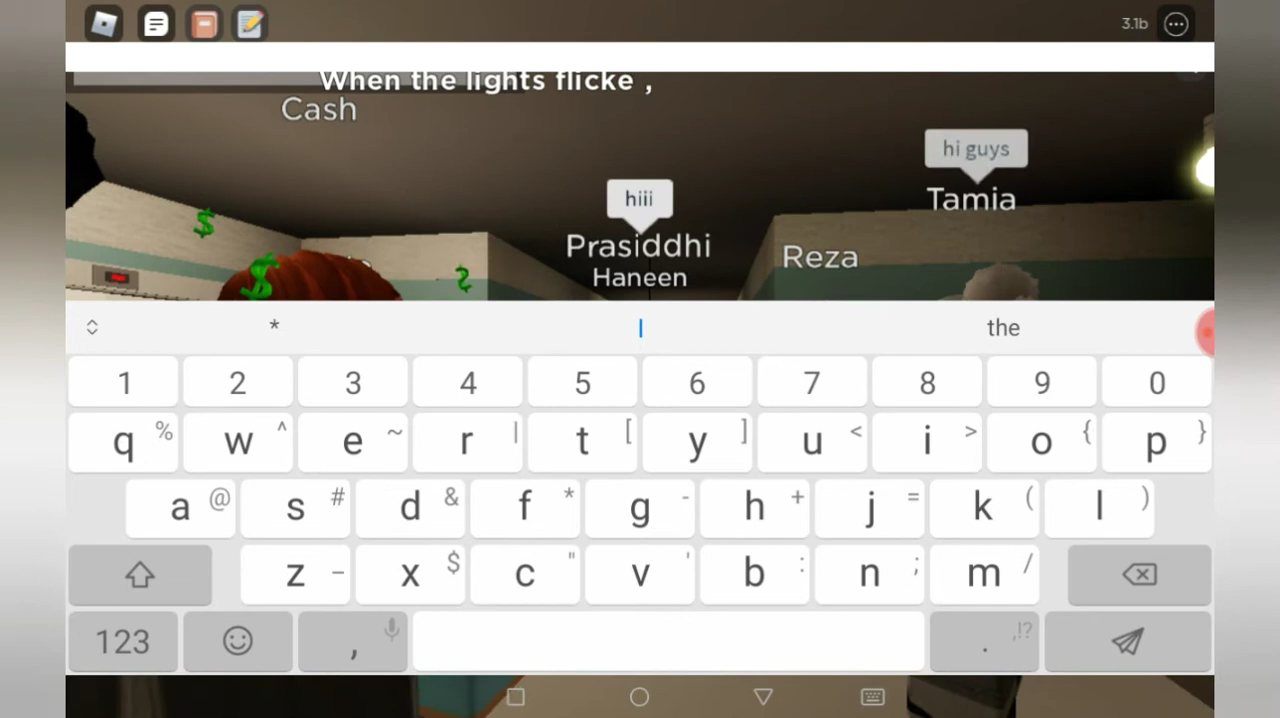 3.1b
When the lights flicke ,
Cash
hi guys
hiii
Tamia
Prasiddhi
Reza
Haneen
* the
1 2 3 4 5 6 7 8 9 0
q % w ^ e ~ r | t [ y ] u < i > o { p }
a @ s # d & f * g - h + j = k ( l )
z _ x $ c " v ' b : n ; m /
123 , . ,!?